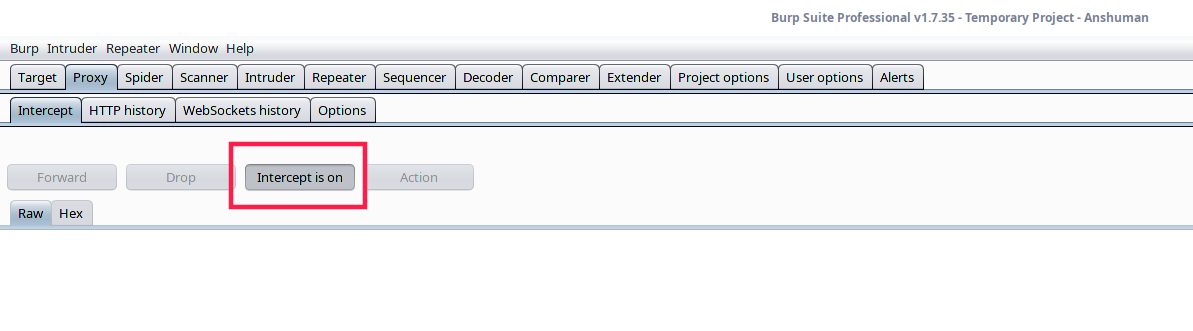 Burp Suite Professional v1.7.35 - Temporary Project - Anshuman
Burp Intruder Repeater Window Help
Target Proxy Spider Scanner Intruder Repeater Sequencer Decoder Comparer Extender Project options User options Alerts
Intercept HTTP history WebSockets history Options
Forward Drop Intercept is on Action
Raw Hex